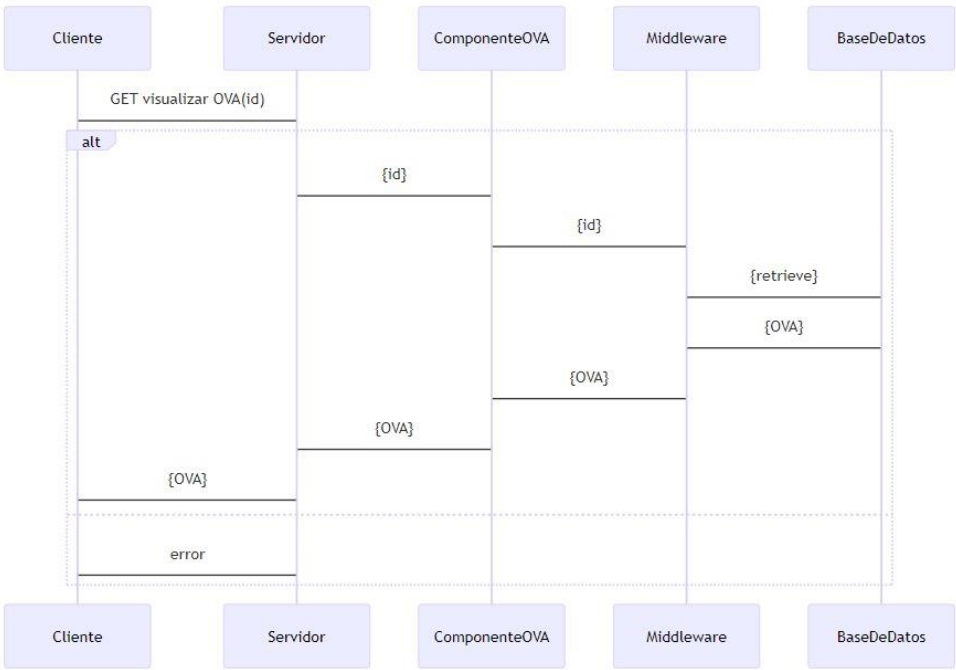 Cliente
Servidor
ComponenteOVA
Middleware
BaseDeDatos
GET visualizar OVA(id)
alt
{id}
{id}
{retrieve}
{OVA}
{OVA}
{OVA}
{OVA}
error
Cliente
Servidor
ComponenteOVA
Middleware
BaseDeDatos